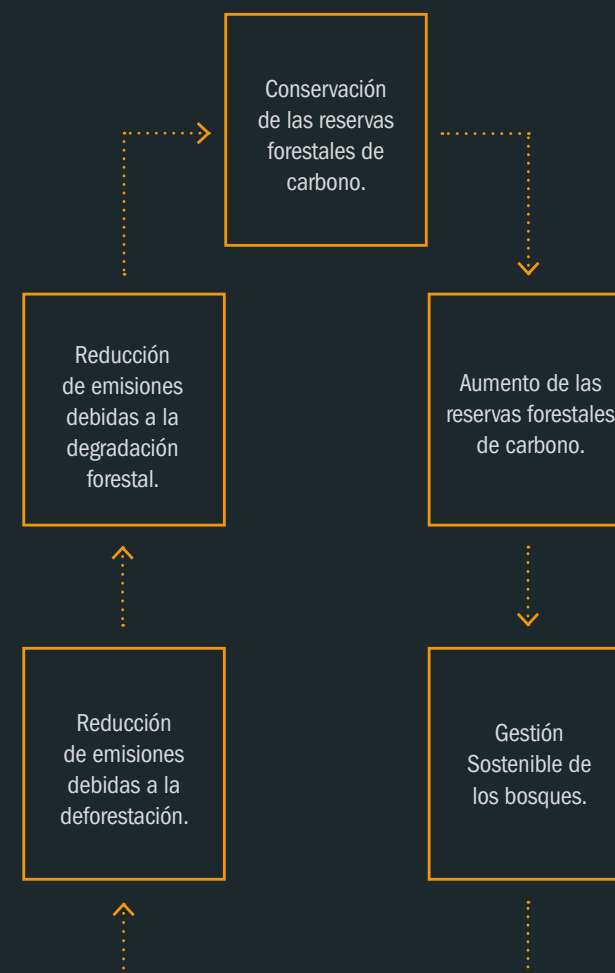 Conservación
de las reservas
forestales de
carbono.
Reducción
de emisiones
debidas a la
degradación
forestal.
Aumento de las
reservas forestales
de carbono.
Reducción
de emisiones
debidas a la
deforestación.
Gestión
Sostenible de
los bosques.